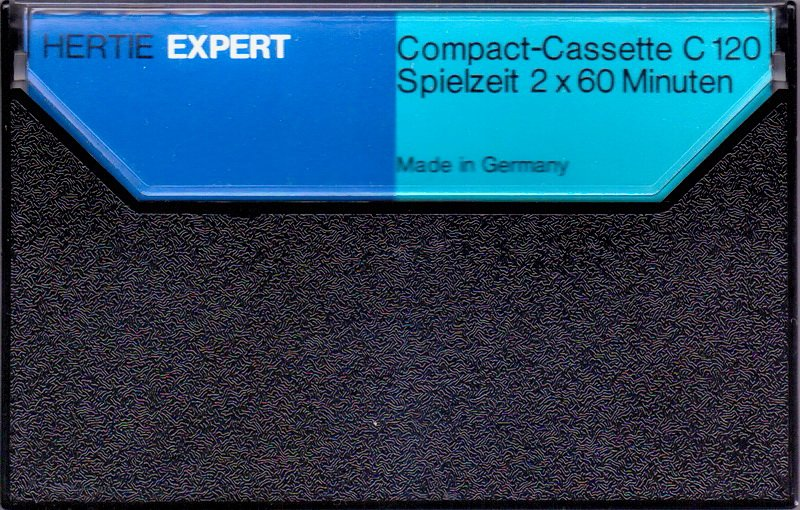 HERTIE EXPERT
Compact-Cassette C 120
Spielzeit 2 x 60 Minuten
Made in Germany